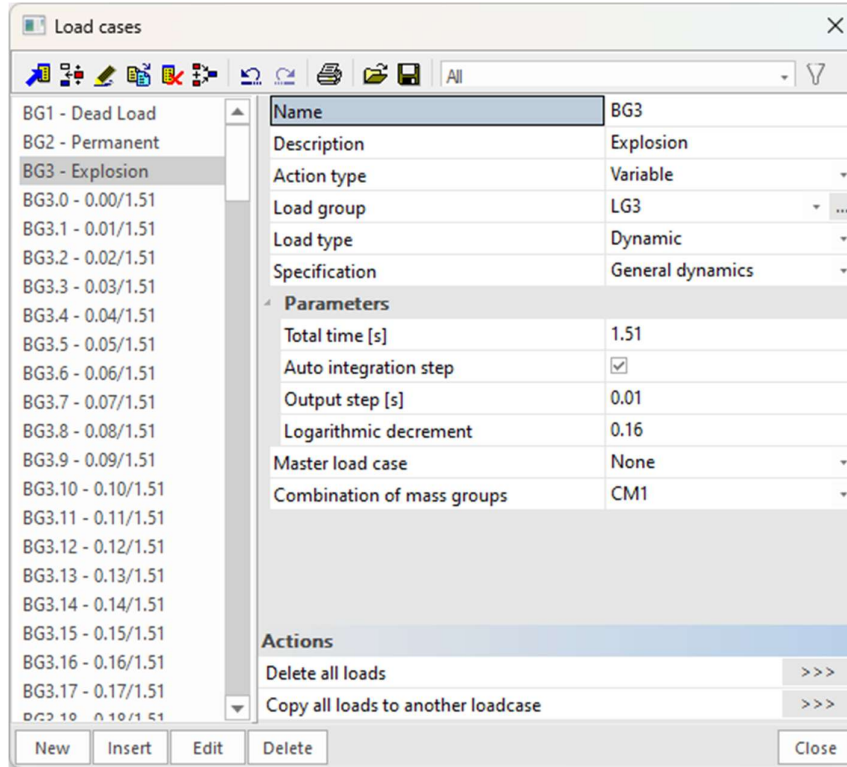 Load cases
All
BG1 - Dead Load
BG2 - Permanent
BG3 - Explosion
BG3.0 - 0.00/1.51
BG3.1 - 0.01/1.51
BG3.2 - 0.02/1.51
BG3.3 - 0.03/1.51
BG3.4 - 0.04/1.51
BG3.5 - 0.05/1.51
BG3.6 - 0.06/1.51
BG3.7 - 0.07/1.51
BG3.8 - 0.08/1.51
BG3.9 - 0.09/1.51
BG3.10 - 0.10/1.51
BG3.11 - 0.11/1.51
BG3.12 - 0.12/1.51
BG3.13 - 0.13/1.51
BG3.14 - 0.14/1.51
BG3.15 - 0.15/1.51
BG3.16 - 0.16/1.51
BG3.17 - 0.17/1.51
BG3.18 - 0.18/1.51
Name BG3
Description Explosion
Action type Variable
Load group LG3 ...
Load type Dynamic
Specification General dynamics
Parameters
Total time [s] 1.51
Auto integration step
Output step [s] 0.01
Logarithmic decrement 0.16
Master load case None
Combination of mass groups CM1
Actions
Delete all loads >>>
Copy all loads to another loadcase >>>
New Insert Edit Delete Close